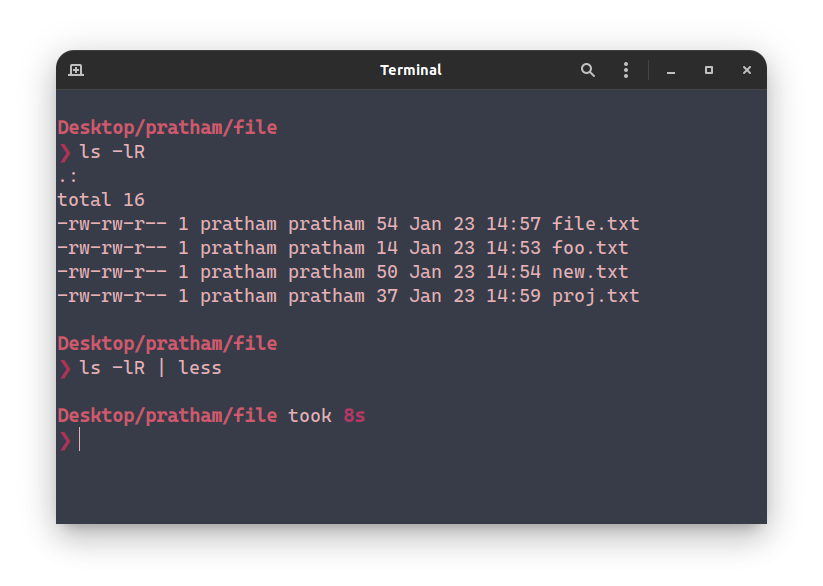 Terminal
Desktop/pratham/file
❯ ls -lR
.:
total 16
-rw-rw-r-- 1 pratham pratham 54 Jan 23 14:57 file.txt
-rw-rw-r-- 1 pratham pratham 14 Jan 23 14:53 foo.txt
-rw-rw-r-- 1 pratham pratham 50 Jan 23 14:54 new.txt
-rw-rw-r-- 1 pratham pratham 37 Jan 23 14:59 proj.txt
Desktop/pratham/file
❯ ls -lR | less
Desktop/pratham/file took 8s
❯